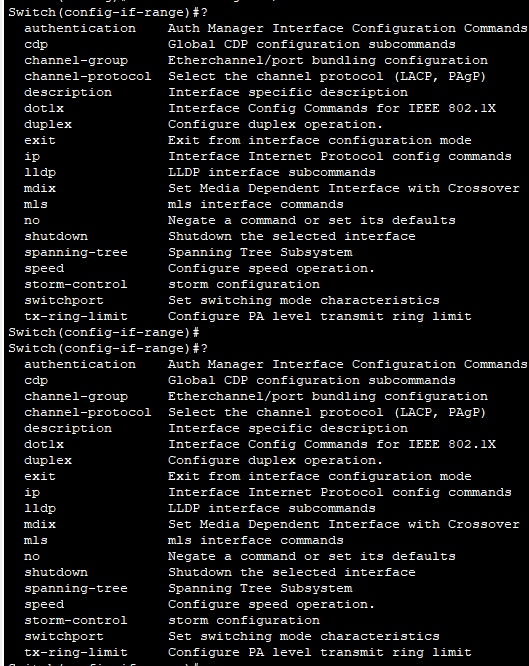 Switch(config-if-range)#?
authentication Auth Manager Interface Configuration Commands
cdp Global CDP configuration subcommands
channel-group Etherchannel/port bundling configuration
channel-protocol Select the channel protocol (LACP, PAgP)
description Interface specific description
dot1x Interface Config Commands for IEEE 802.1X
duplex Configure duplex operation.
exit Exit from interface configuration mode
ip Interface Internet Protocol config commands
lldp LLDP interface subcommands
mdix Set Media Dependent Interface with Crossover
mls mls interface commands
no Negate a command or set its defaults
shutdown Shutdown the selected interface
spanning-tree Spanning Tree Subsystem
speed Configure speed operation.
storm-control storm configuration
switchport Set switching mode characteristics
tx-ring-limit Configure PA level transmit ring limit
Switch(config-if-range)#
Switch(config-if-range)#?
authentication Auth Manager Interface Configuration Commands
cdp Global CDP configuration subcommands
channel-group Etherchannel/port bundling configuration
channel-protocol Select the channel protocol (LACP, PAgP)
description Interface specific description
dot1x Interface Config Commands for IEEE 802.1X
duplex Configure duplex operation.
exit Exit from interface configuration mode
ip Interface Internet Protocol config commands
lldp LLDP interface subcommands
mdix Set Media Dependent Interface with Crossover
mls mls interface commands
no Negate a command or set its defaults
shutdown Shutdown the selected interface
spanning-tree Spanning Tree Subsystem
speed Configure speed operation.
storm-control storm configuration
switchport Set switching mode characteristics
tx-ring-limit Configure PA level transmit ring limit